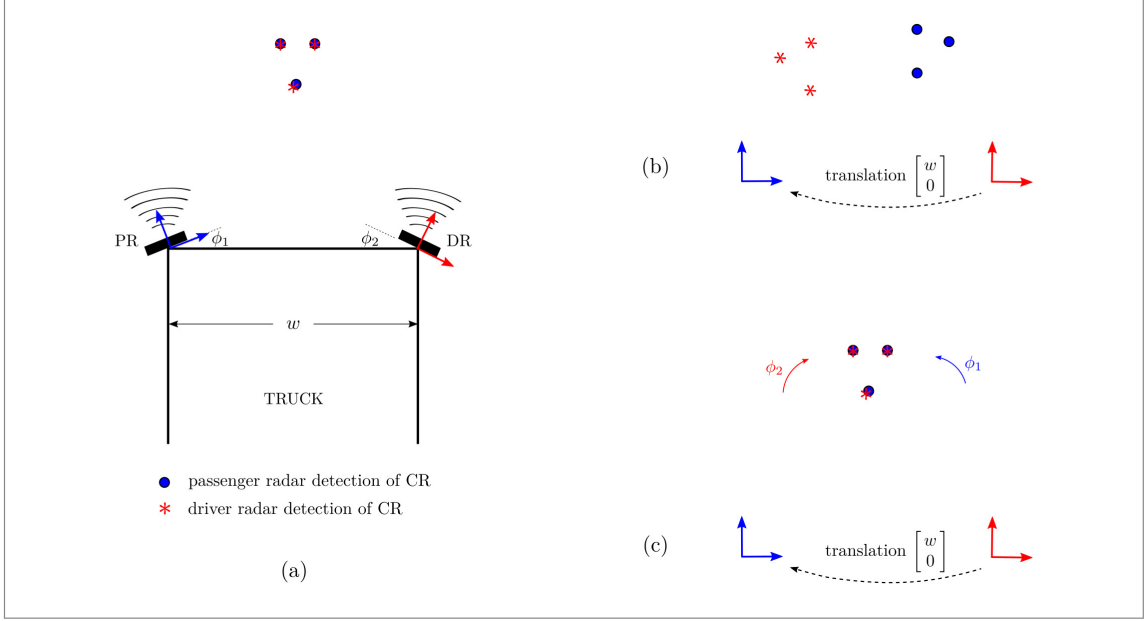 PR
ϕ1
ϕ2
DR
w
TRUCK
passenger radar detection of CR
driver radar detection of CR
(a)
(b)
translation [w
0]
ϕ2
ϕ1
(c)
translation [w
0]